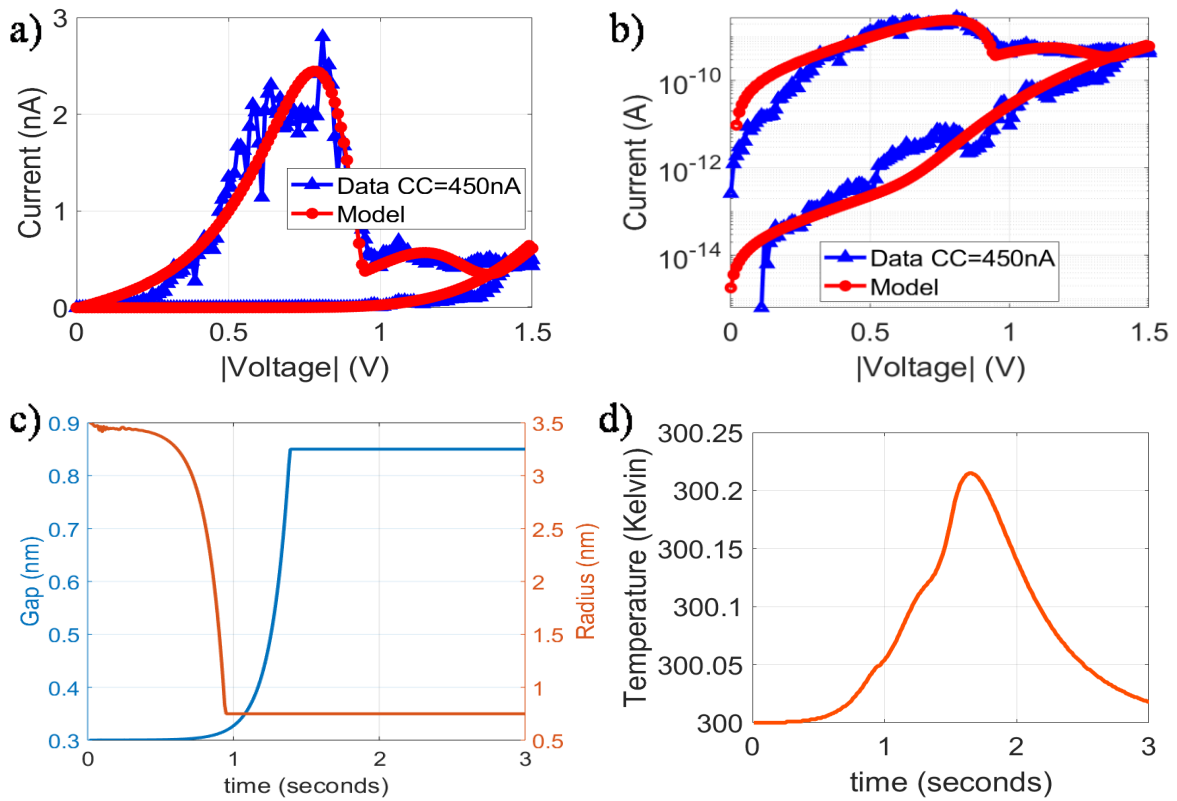 a)
3
2
1
0
Current (nA)
Data CC=450nA
Model
0 0.5 1 1.5
|Voltage| (V)
b)
10⁻¹⁰
10⁻¹²
10⁻¹⁴
Current (A)
Data CC=450nA
Model
0 0.5 1 1.5
|Voltage| (V)
c)
0.9
0.8
0.7
0.6
0.5
0.4
0.3
Gap (nm)
3.5
3
2.5
2
1.5
1
0.5
Radius (nm)
0 1 2 3
time (seconds)
d)
300.25
300.2
300.15
300.1
300.05
300
Temperature (Kelvin)
0 1 2 3
time (seconds)